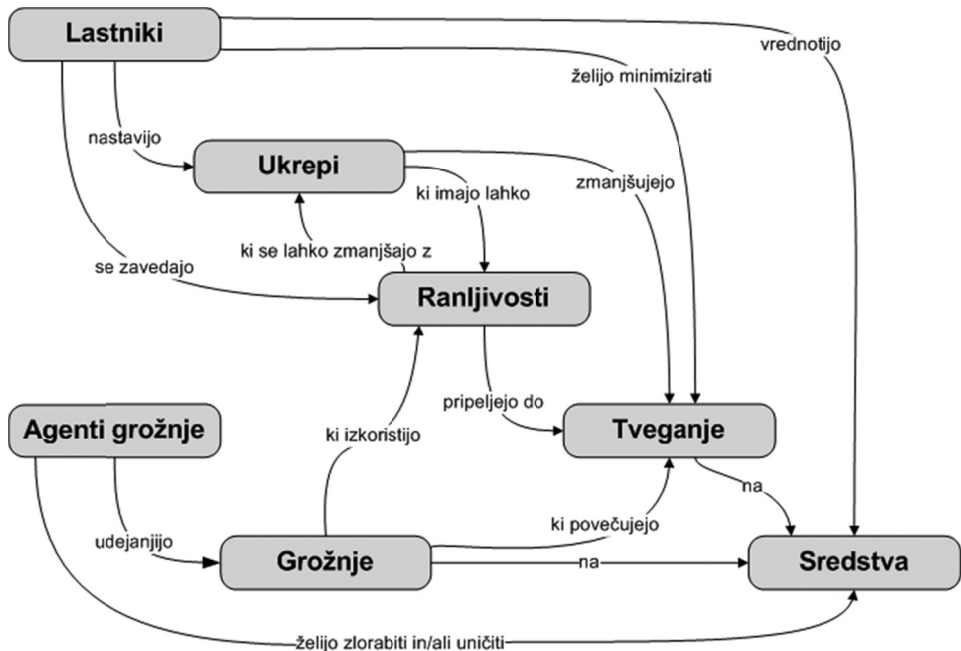 Lastniki
vrednotijo
želijo minimizirati
nastavijo
Ukrepi
ki imajo lahko
zmanjšujejo
ki se lahko zmanjšajo z
se zavedajo
Ranljivosti
pripeljejo do
Agenti grožnje
ki izkoristijo
Tveganje
na
ki povečujejo
udejanjijo
Grožnje
na
Sredstva
želijo zlorabiti in/ali uničiti